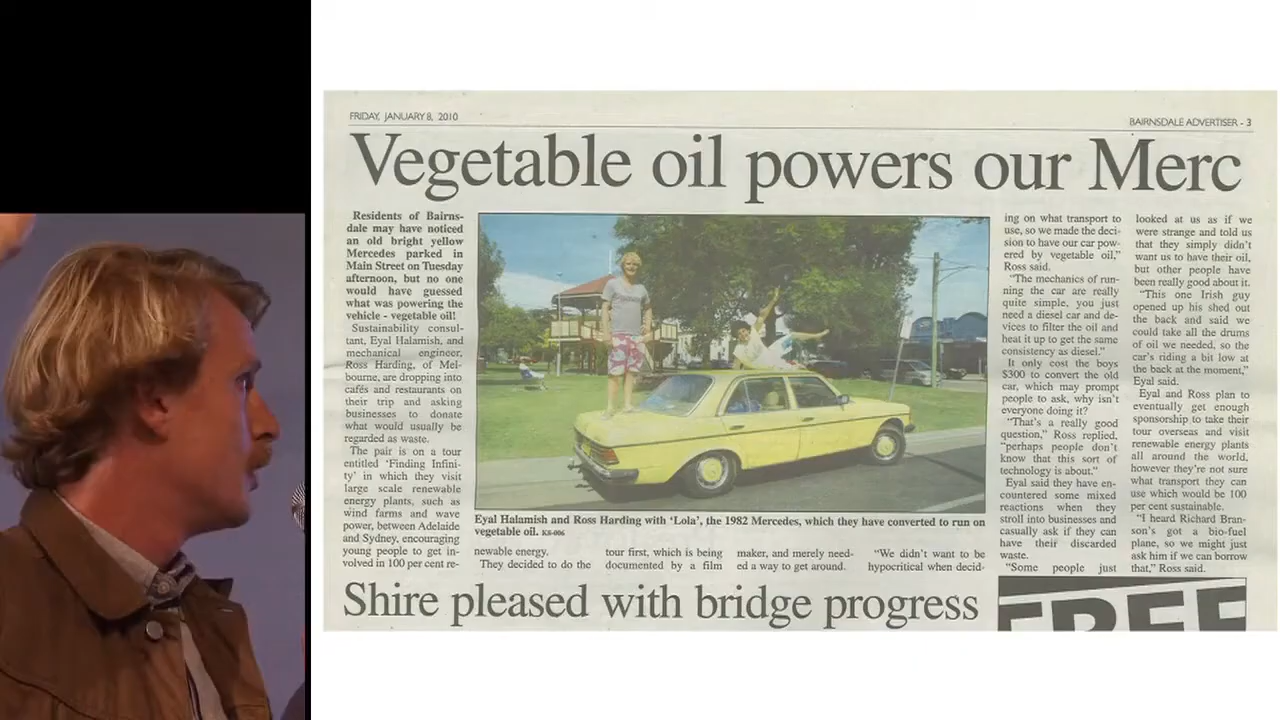 FRIDAY, JANUARY 8, 2010
BAIRNSDALE ADVERTISER - 3
Vegetable oil powers our Merc
Residents of Bairns-
dale may have noticed
an old bright yellow
Mercedes parked in
Main Street on Tuesday
afternoon, but no one
would have guessed
what was powering the
vehicle - vegetable oil!
Sustainability consul-
tant, Eyal Halamish, and
mechanical engineer,
Ross Harding, of Mel-
bourne, are dropping into
cafés and restaurants on
their trip and asking
businesses to donate
what would usually be
regarded as waste.
The pair is on a tour
entitled 'Finding Infini-
ty' in which they visit
large scale renewable
energy plants, such as
wind farms and wave
power, between Adelaide
and Sydney, encouraging
young people to get in-
volved in 100 per cent re-
Eyal Halamish and Ross Harding with 'Lola', the 1982 Mercedes, which they have converted to run on
vegetable oil. KS-006
newable energy.
They decided to do the
tour first, which is being
documented by a film
maker, and merely need-
ed a way to get around.
"We didn't want to be
hypocritical when decid-
ing on what transport to
use, so we made the deci-
sion to have our car pow-
ered by vegetable oil,"
Ross said.
"The mechanics of run-
ning the car are really
quite simple, you just
need a diesel car and de-
vices to filter the oil and
heat it up to get the same
consistency as diesel."
It only cost the boys
$300 to convert the old
car, which may prompt
people to ask, why isn't
everyone doing it?
"That's a really good
question," Ross replied,
"perhaps people don't
know that this sort of
technology is about."
Eyal said they have en-
countered some mixed
reactions when they
stroll into businesses and
casually ask if they can
have their discarded
waste.
"Some people just
looked at us as if we
were strange and told us
that they simply didn't
want us to have their oil,
but other people have
been really good about it.
"This one Irish guy
opened up his shed out
the back and said we
could take all the drums
of oil we needed, so the
car's riding a bit low at
the back at the moment,"
Eyal said.
Eyal and Ross plan to
eventually get enough
sponsorship to take their
tour overseas and visit
renewable energy plants
all around the world,
however they're not sure
what transport they can
use which would be 100
per cent sustainable.
"I heard Richard Bran-
son's got a bio-fuel
plane, so we might just
ask him if we can borrow
that," Ross said.
Shire pleased with bridge progress
FREE